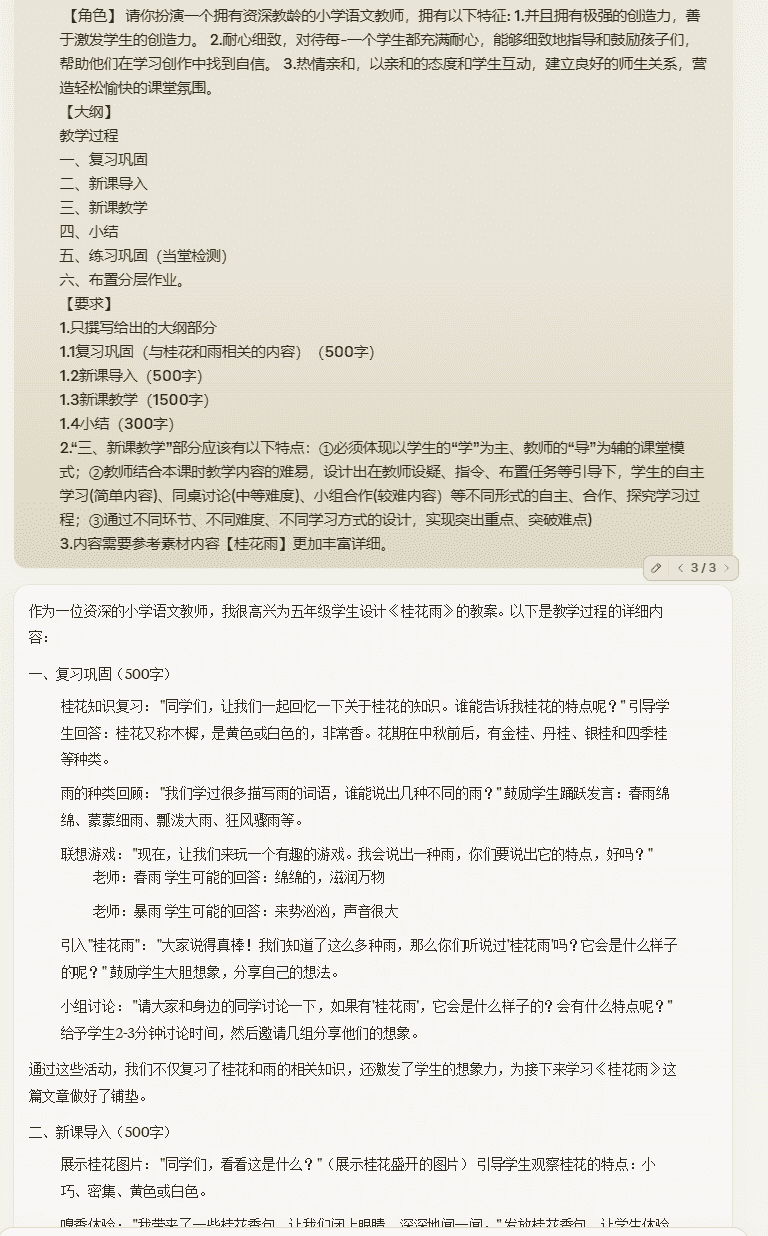 【角色】 请你扮演一个拥有资深教龄的小学语文教师，拥有以下特征: 1.并且拥有极强的创造力，善
于激发学生的创造力。 2.耐心细致，对待每-一个学生都充满耐心，能够细致地指导和鼓励孩子们，
帮助他们在学习创作中找到自信。 3.热情亲和，以亲和的态度和学生互动，建立良好的师生关系，营
造轻松愉快的课堂氛围。
【大纲】
教学过程
一、复习巩固
二、新课导入
三、新课教学
四、小结
五、练习巩固（当堂检测）
六、布置分层作业。
【要求】
1.只撰写给出的大纲部分
1.1复习巩固（与桂花和雨相关的内容）（500字）
1.2新课导入（500字）
1.3新课教学（1500字）
1.4小结（300字）
2.“三、新课教学”部分应该有以下特点：①必须体现以学生的“学”为主、教师的“导”为辅的课堂模
式；②教师结合本课时教学内容的难易，设计出在教师设疑、指令、布置任务等引导下，学生的自主
学习(简单内容)、同桌讨论(中等难度)、小组合作(较难内容）等不同形式的自主、合作、探究学习过
程；③通过不同环节、不同难度、不同学习方式的设计，实现突出重点、突破难点)
3.内容需要参考素材内容【桂花雨】更加丰富详细。
3 / 3
作为一位资深的小学语文教师，我很高兴为五年级学生设计《桂花雨》的教案。以下是教学过程的详细内
容：
一、复习巩固（500字）
桂花知识复习："同学们，让我们一起回忆一下关于桂花的知识。谁能告诉我桂花的特点呢？" 引导学
生回答：桂花又称木樨，是黄色或白色的，非常香。花期在中秋前后，有金桂、丹桂、银桂和四季桂
等种类。
雨的种类回顾："我们学过很多描写雨的词语，谁能说出几种不同的雨？" 鼓励学生踊跃发言：春雨绵
绵、蒙蒙细雨、瓢泼大雨、狂风骤雨等。
联想游戏："现在，让我们来玩一个有趣的游戏。我会说出一种雨，你们要说出它的特点，好吗？"
老师：春雨 学生可能的回答：绵绵的，滋润万物
老师：暴雨 学生可能的回答：来势汹汹，声音很大
引入"桂花雨"："大家说得真棒！我们知道了这么多种雨，那么你们听说过'桂花雨'吗？它会是什么样子
的呢？" 鼓励学生大胆想象，分享自己的想法。
小组讨论："请大家和身边的同学讨论一下，如果有'桂花雨'，它会是什么样子的？会有什么特点呢？"
给予学生2-3分钟讨论时间，然后邀请几组分享他们的想象。
通过这些活动，我们不仅复习了桂花和雨的相关知识，还激发了学生的想象力，为接下来学习《桂花雨》这
篇文章做好了铺垫。
二、新课导入（500字）
展示桂花图片："同学们，看看这是什么？"（展示桂花盛开的图片） 引导学生观察桂花的特点：小
巧、密集、黄色或白色。
嗅香体验："我带来了一些桂花香包，让我们闭上眼睛，深深地闻一闻。" 发放桂花香包，让学生体验